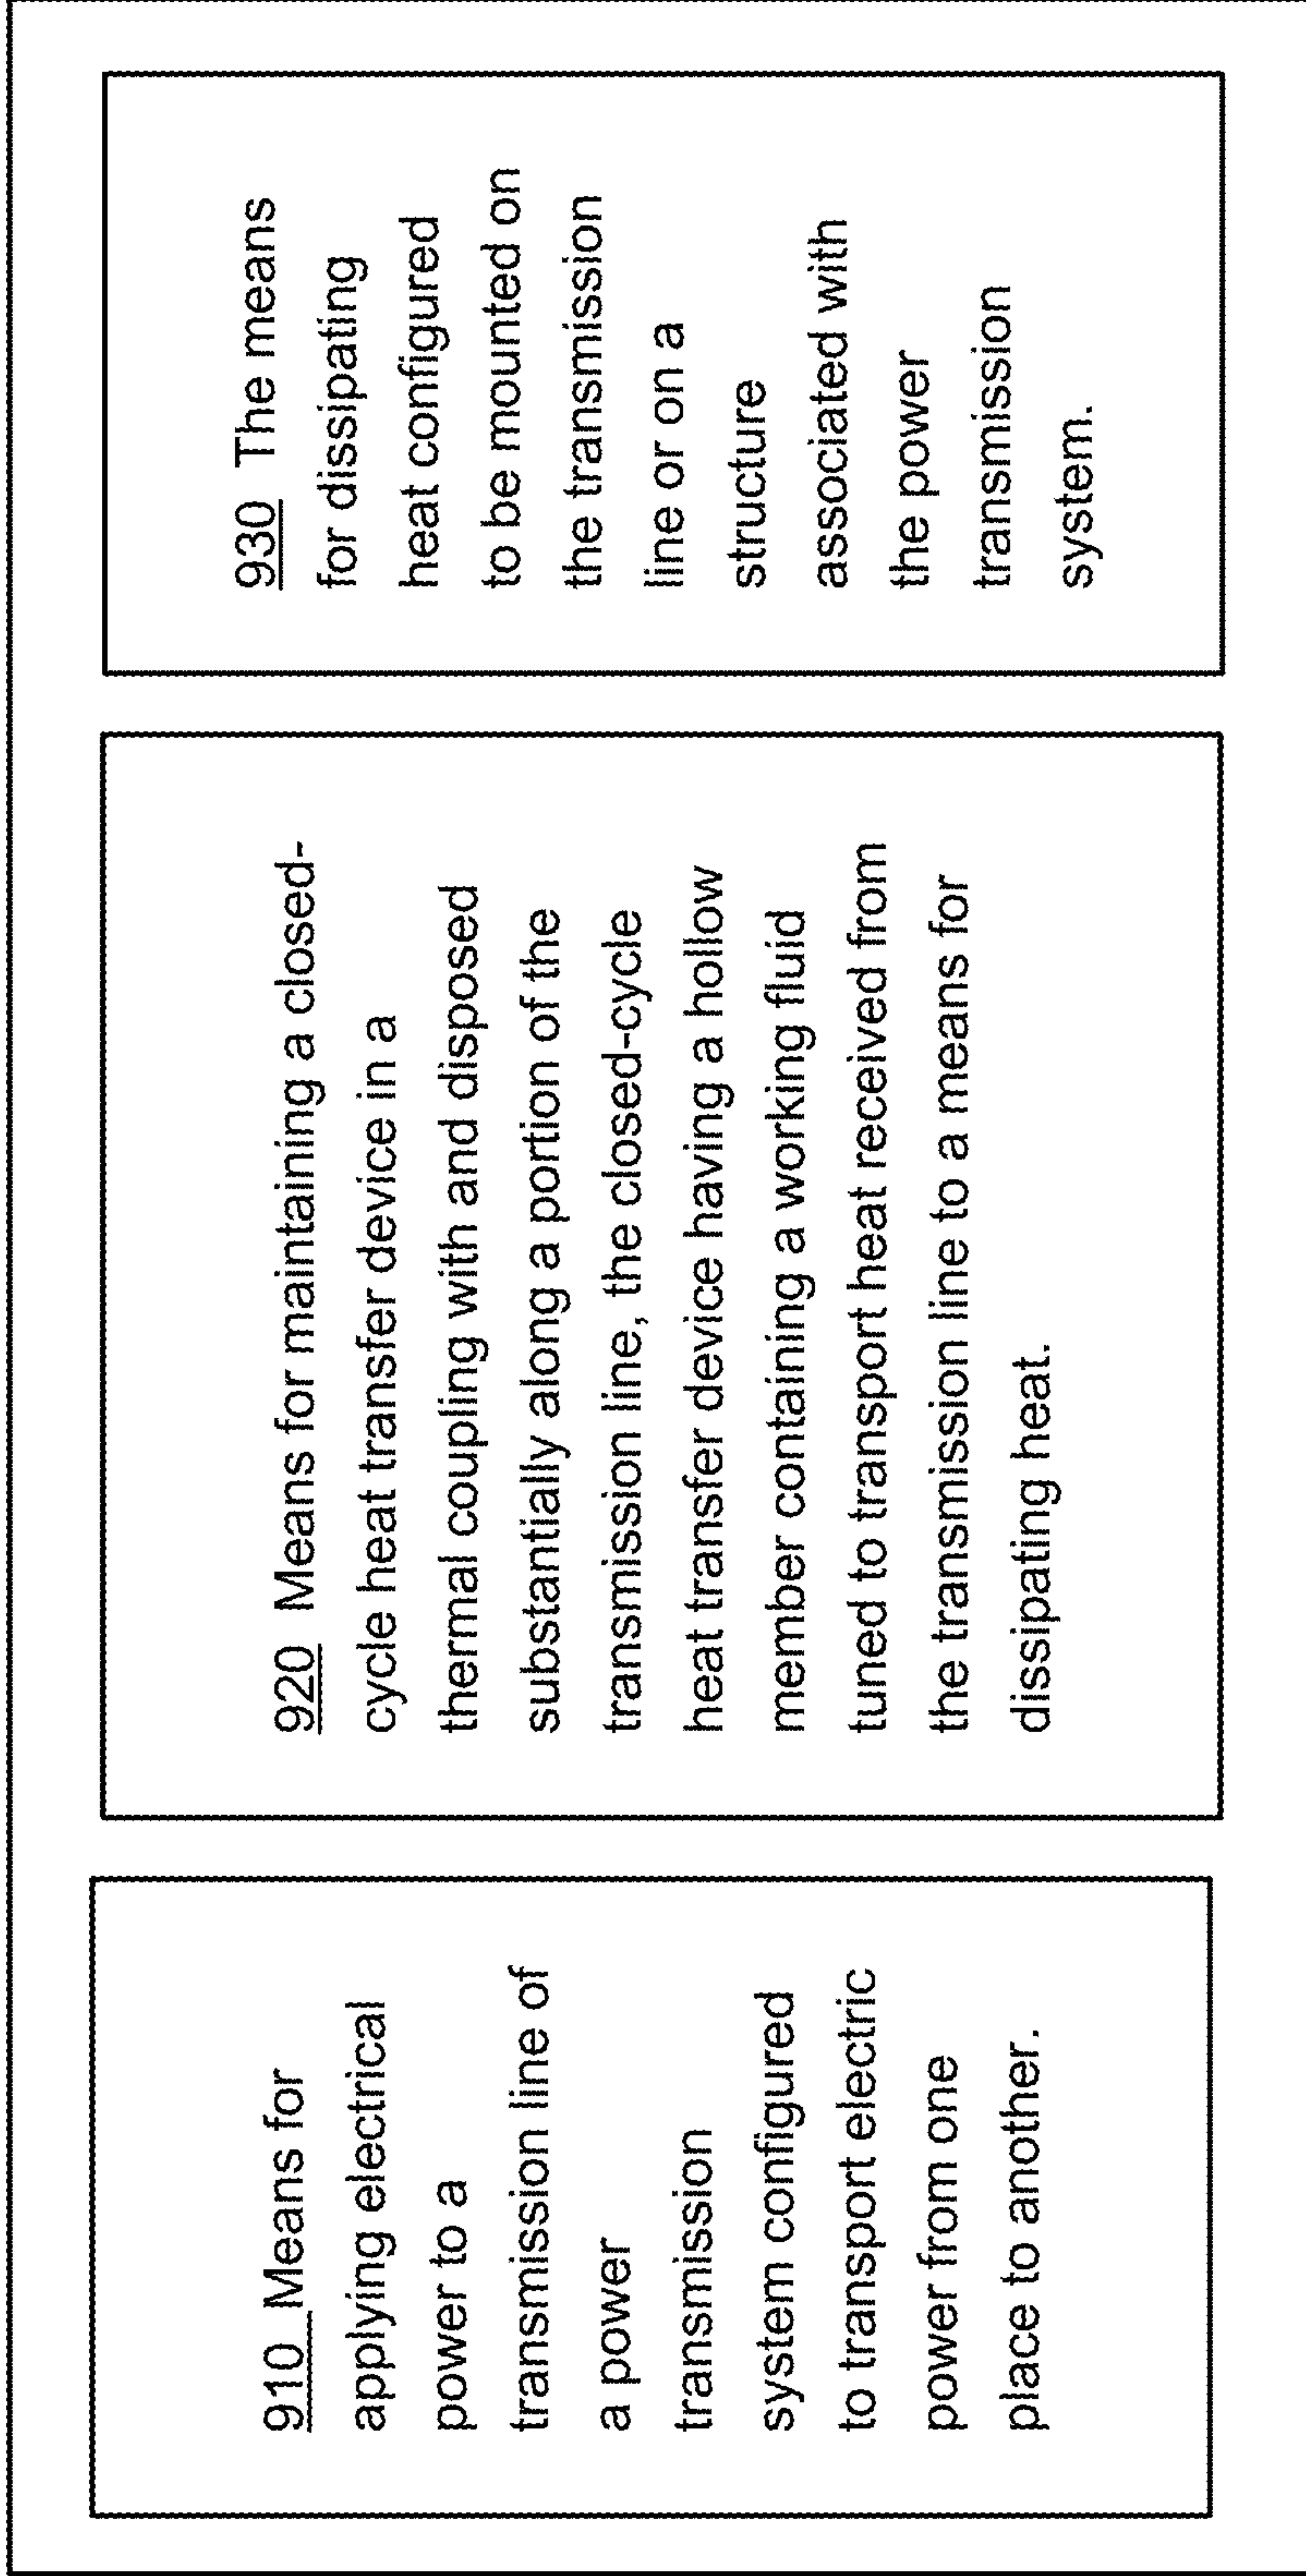 910 Means for
applying electrical
power to a
transmission line of
a power
transmission
system configured
to transport electric
power from one
place to another.
920 Means for maintaining a closed-
cycle heat transfer device in a
thermal coupling with and disposed
substantially along a portion of the
transmission line, the closed-cycle
heat transfer device having a hollow
member containing a working fluid
tuned to transport heat received from
the transmission line to a means for
dissipating heat.
930 The means
for dissipating
heat configured
to be mounted on
the transmission
line or on a
structure
associated with
the power
transmission
system.